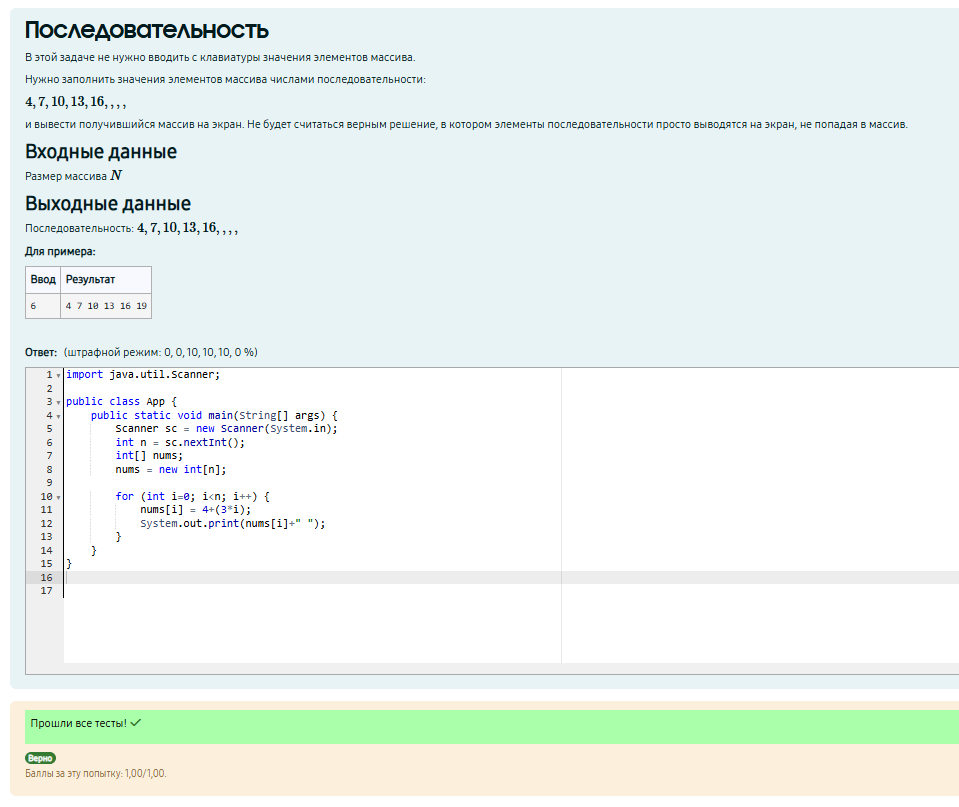 Последовательность
В этой задаче не нужно вводить с клавиатуры значения элементов массива.
Нужно заполнить значения элементов массива числами последовательности:
4, 7, 10, 13, 16, , , ,
и вывести получившийся массив на экран. Не будет считаться верным решение, в котором элементы последовательности просто выводятся на экран, не попадая в массив.
Входные данные
Размер массива N
Выходные данные
Последовательность: 4, 7, 10, 13, 16, , , ,
Для примера:
Ввод Результат
6 4 7 10 13 16 19
Ответ: (штрафной режим: 0, 0, 10, 10, 10, 0 %)
1 import java.util.Scanner;
2
3 public class App {
4     public static void main(String[] args) {
5         Scanner sc = new Scanner(System.in);
6         int n = sc.nextInt();
7         int[] nums;
8         nums = new int[n];
9
10         for (int i=0; i<n; i++) {
11             nums[i] = 4+(3*i);
12             System.out.print(nums[i]+" ");
13         }
14     }
15 }
16
17
Прошли все тесты! ✓
Верно
Баллы за эту попытку: 1,00/1,00.